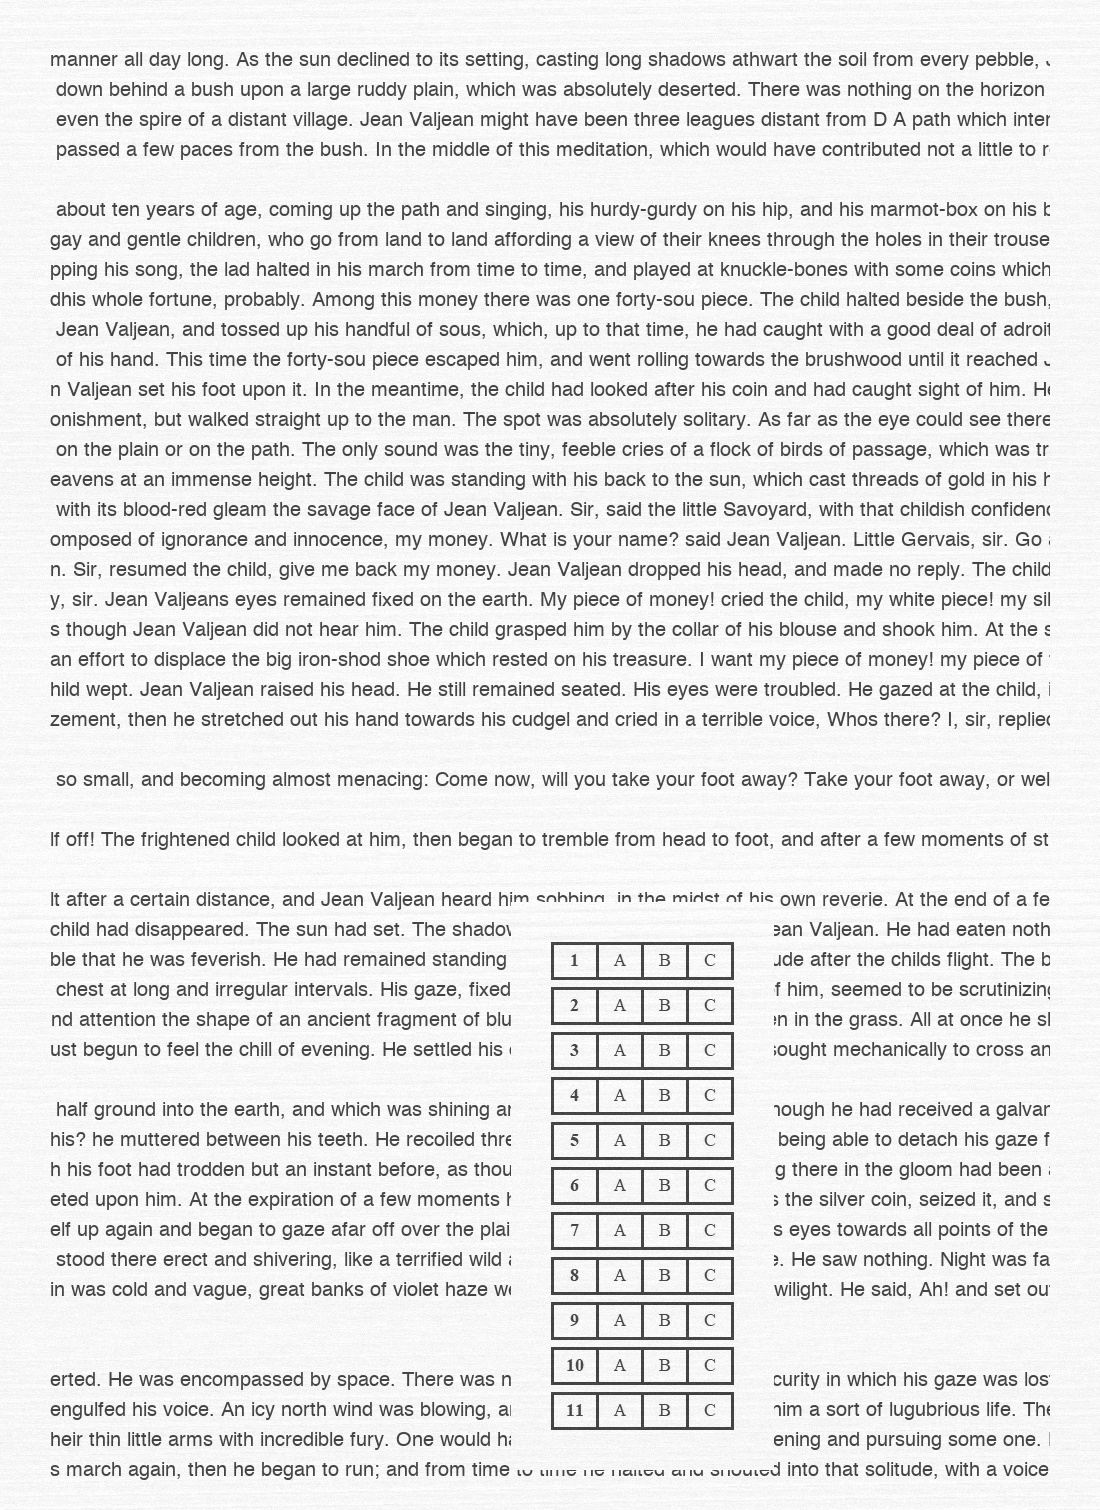 manner all day long. As the sun declined to its setting, casting long shadows athwart the soil from every pebble,
down behind a bush upon a large ruddy plain, which was absolutely deserted. There was nothing on the horizon
even the spire of a distant village. Jean Valjean might have been three leagues distant from D A path which inter
passed a few paces from the bush. In the middle of this meditation, which would have contributed not a little to
about ten years of age, coming up the path and singing, his hurdy-gurdy on his hip, and his marmot-box on his
gay and gentle children, who go from land to land affording a view of their knees through the holes in their trouse
pping his song, the lad halted in his march from time to time, and played at knuckle-bones with some coins which
dhis whole fortune, probably. Among this money there was one forty-sou piece. The child halted beside the bush,
Jean Valjean, and tossed up his handful of sous, which, up to that time, he had caught with a good deal of adroit
of his hand. This time the forty-sou piece escaped him, and went rolling towards the brushwood until it reached
n Valjean set his foot upon it. In the meantime, the child had looked after his coin and had caught sight of him. He
onishment, but walked straight up to the man. The spot was absolutely solitary. As far as the eye could see there
on the plain or on the path. The only sound was the tiny, feeble cries of a flock of birds of passage, which was tr
eavens at an immense height. The child was standing with his back to the sun, which cast threads of gold in his
with its blood-red gleam the savage face of Jean Valjean. Sir, said the little Savoyard, with that childish confidenc
omposed of ignorance and innocence, my money. What is your name? said Jean Valjean. Little Gervais, sir. Go
n. Sir, resumed the child, give me back my money. Jean Valjean dropped his head, and made no reply. The child
y, sir. Jean Valjeans eyes remained fixed on the earth. My piece of money! cried the child, my white piece! my sil
s though Jean Valjean did not hear him. The child grasped him by the collar of his blouse and shook him. At the s
an effort to displace the big iron-shod shoe which rested on his treasure. I want my piece of money! my piece of
hild wept. Jean Valjean raised his head. He still remained seated. His eyes were troubled. He gazed at the child,
zement, then he stretched out his hand towards his cudgel and cried in a terrible voice, Whos there? I, sir, replied
so small, and becoming almost menacing: Come now, will you take your foot away? Take your foot away, or wel
lf off! The frightened child looked at him, then began to tremble from head to foot, and after a few moments of st
lt after a certain distance, and Jean Valjean heard him sobbing, in the midst of his own reverie. At the end of a fe
child had disappeared. The sun had set. The shadow ean Valjean. He had eaten noth
ble that he was feverish. He had remained standing 1 A B C ude after the childs flight. The b
chest at long and irregular intervals. His gaze, fixed 2 A B C f him, seemed to be scrutinizing
nd attention the shape of an ancient fragment of blu en in the grass. All at once he sh
ust begun to feel the chill of evening. He settled his 3 A B C sought mechanically to cross an
half ground into the earth, and which was shining 4 A B C hough he had received a galvan
his? he muttered between his teeth. He recoiled thre 5 A B C being able to detach his gaze f
h his foot had trodden but an instant before, as thou g there in the gloom had been
eted upon him. At the expiration of a few moments 6 A B C s the silver coin, seized it, and s
elf up again and began to gaze afar off over the plai 7 A B C s eyes towards all points of the
stood there erect and shivering, like a terrified wild e. He saw nothing. Night was fa
in was cold and vague, great banks of violet haze we 8 A B C wilight. He said, Ah! and set out
9 A B C
erted. He was encompassed by space. There was n 10 A B C curity in which his gaze was lost
engulfed his voice. An icy north wind was blowing, 11 A B C him a sort of lugubrious life. The
heir thin little arms with incredible fury. One would ha ening and pursuing some one.
s march again, then he began to run; and from time to time he halted and shouted into that solitude, with a voice